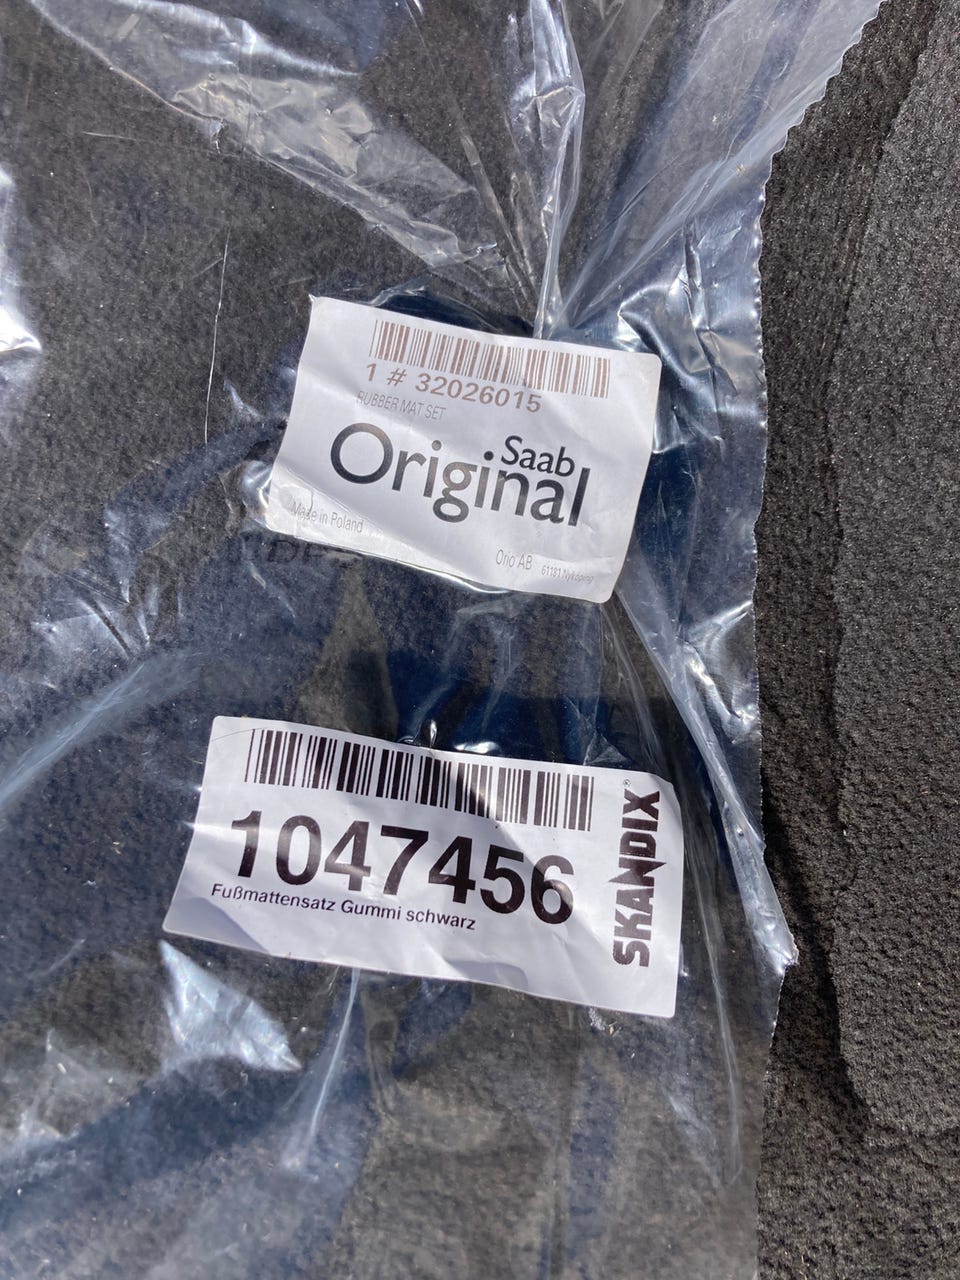 1 # 32026015
RUBBER MAT SET
Saab
Original
Made in Poland
Orio AB 61181 Nyköping
1047456
Fußmattensatz Gummi schwarz
SKANDIX®